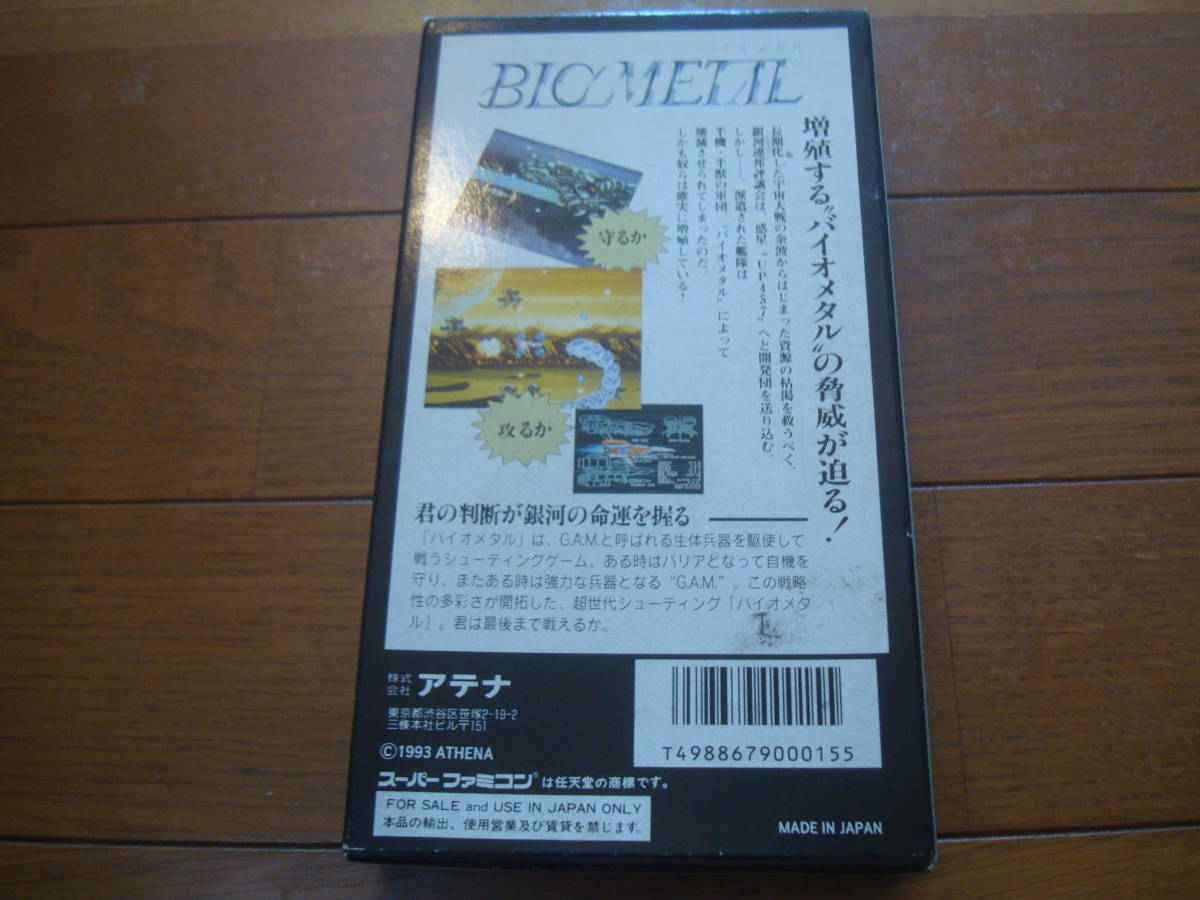 バイオメタル
BIO METAL
増殖する“バイオメタル”の脅威が迫る!
長期化した宇宙大戦の余波からはじまった資源の枯渇を救うべく、
銀河連邦評議会は、惑星“UP457”へと開発団を送り込む。
しかし——、派遣された艦隊は
半機・半獣の軍団、“バイオメタル”によって
壊滅させられてしまったのだ。
しかも奴らは確実に増殖している!
守るか
攻るか
君の判断が銀河の命運を握る
「バイオメタル」は、G.A.M.と呼ばれる生体兵器を駆使して
戦うシューティングゲーム。ある時はバリアとなって自機を
守り、またある時は強力な兵器となる“G.A.M.”。この戦略
性の多彩さが開拓した、超世代シューティング「バイオメタ
ル」。君は最後まで戦えるか。
株式会社 アテナ
東京都渋谷区笹塚2-19-2
三條本社ビル〒151
©1993 ATHENA
T4988679000155
スーパーファミコン®は任天堂の商標です。
FOR SALE and USE IN JAPAN ONLY
本品の輸出、使用営業及び賃貸を禁じます。
MADE IN JAPAN